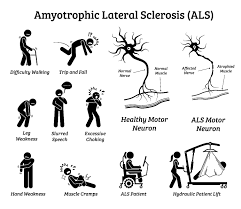 Amyotrophic Lateral Sclerosis (ALS)
Difficulty Walking
Trip and Fall
Normal
Nerve
Normal
Muscle
Affected
Nerve
Atrophied
Muscle
Leg
Weakness
Slurred
Speech
Excessive
Choking
Healthy Motor
Neuron
ALS Motor
Neuron
Hand Weakness
Muscle Cramps
ALS Patient
Hydraulic Patient Lift